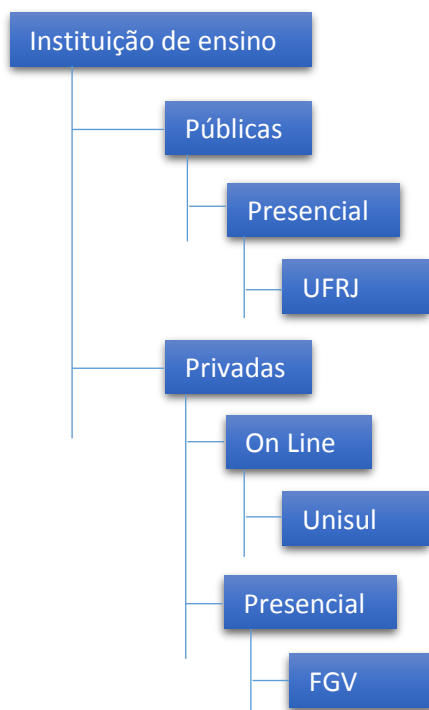 Instituição de ensino
Públicas
Presencial
UFRJ
Privadas
On Line
Unisul
Presencial
FGV